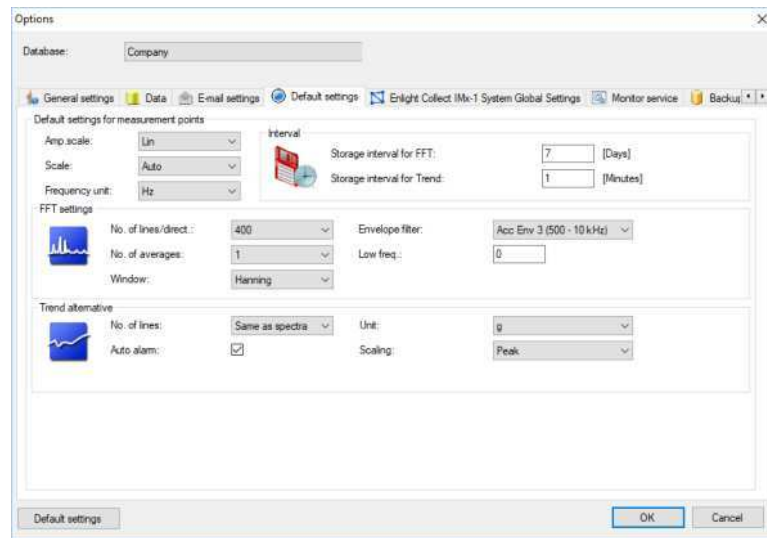 Options
Database: Company
General settings Data E-mail settings Default settings Enlight Collect IMx-1 System Global Settings Monitor service Backup
Default settings for measurement points
Amp.scale: Lin
Scale: Auto
Frequency unit: Hz
Interval
Storage interval for FFT: 7 [Days]
Storage interval for Trend: 1 [Minutes]
FFT settings
No. of lines/direct.: 400 Envelope filter: Acc Env 3 (500 - 10 kHz)
No. of averages: 1 Low freq.: 0
Window: Hanning
Trend alternative
No. of lines: Same as spectra Unit: g
Auto alarm: Scaling: Peak
Default settings OK Cancel